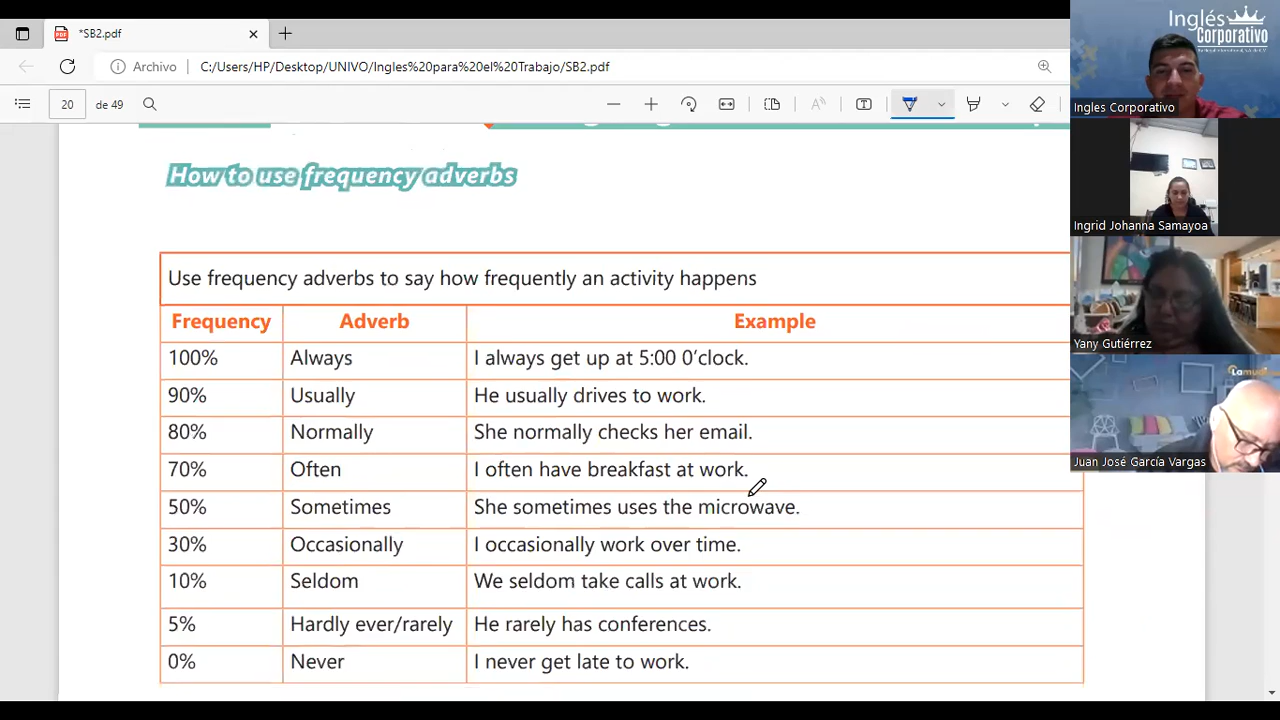 *SB2.pdf
Archivo
C:/Users/HP/Desktop/UNIVO/Ingles%20para%20el%20Trabajo/SB2.pdf
20 de 49
How to use frequency adverbs
Use frequency adverbs to say how frequently an activity happens
Frequency Adverb Example
100% Always I always get up at 5:00 0’clock.
90% Usually He usually drives to work.
80% Normally She normally checks her email.
70% Often I often have breakfast at work.
50% Sometimes She sometimes uses the microwave.
30% Occasionally I occasionally work over time.
10% Seldom We seldom take calls at work.
5% Hardly ever/rarely He rarely has conferences.
0% Never I never get late to work.
Inglés
Corporativo
Ingles Corporativo
Ingrid Johanna Samayoa
Yany Gutiérrez
Juan José García Vargas